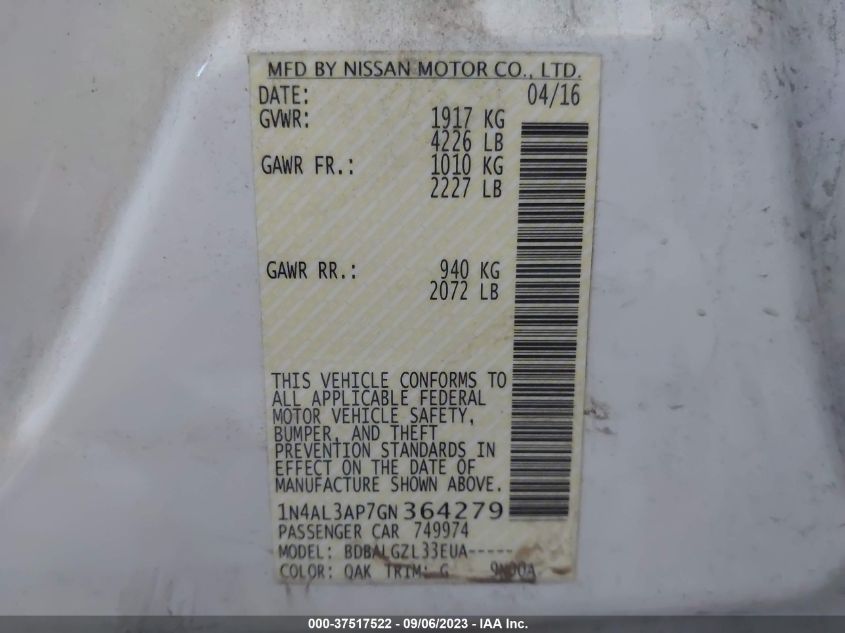 MFD BY NISSAN MOTOR CO., LTD.
DATE: 04/16
GVWR: 1917 KG
4226 LB
GAWR FR.: 1010 KG
2227 LB
GAWR RR.: 940 KG
2072 LB
THIS VEHICLE CONFORMS TO
ALL APPLICABLE FEDERAL
MOTOR VEHICLE SAFETY,
BUMPER, AND THEFT
PREVENTION STANDARDS IN
EFFECT ON THE DATE OF
MANUFACTURE SHOWN ABOVE.
1N4AL3AP7GN364279
PASSENGER CAR 749974
MODEL: BDBALGZL33EUA-----
COLOR: QAK TRIM: G
000-37517522 - 09/06/2023 - IAA Inc.